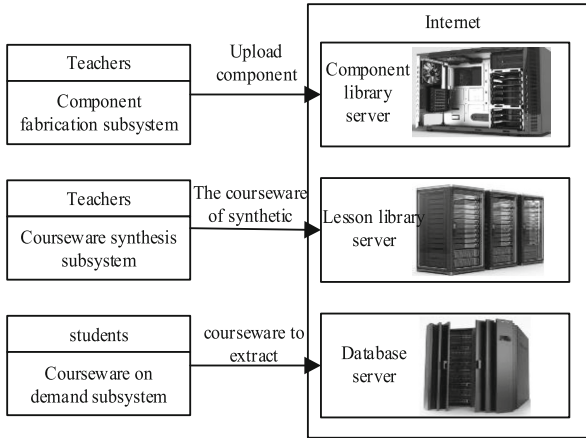 Internet
Teachers
Component
fabrication subsystem
Upload
component
Component
library
server
Teachers
Courseware synthesis
subsystem
The courseware
of synthetic
Lesson library
server
students
Courseware on
demand subsystem
courseware to
extract
Database
server